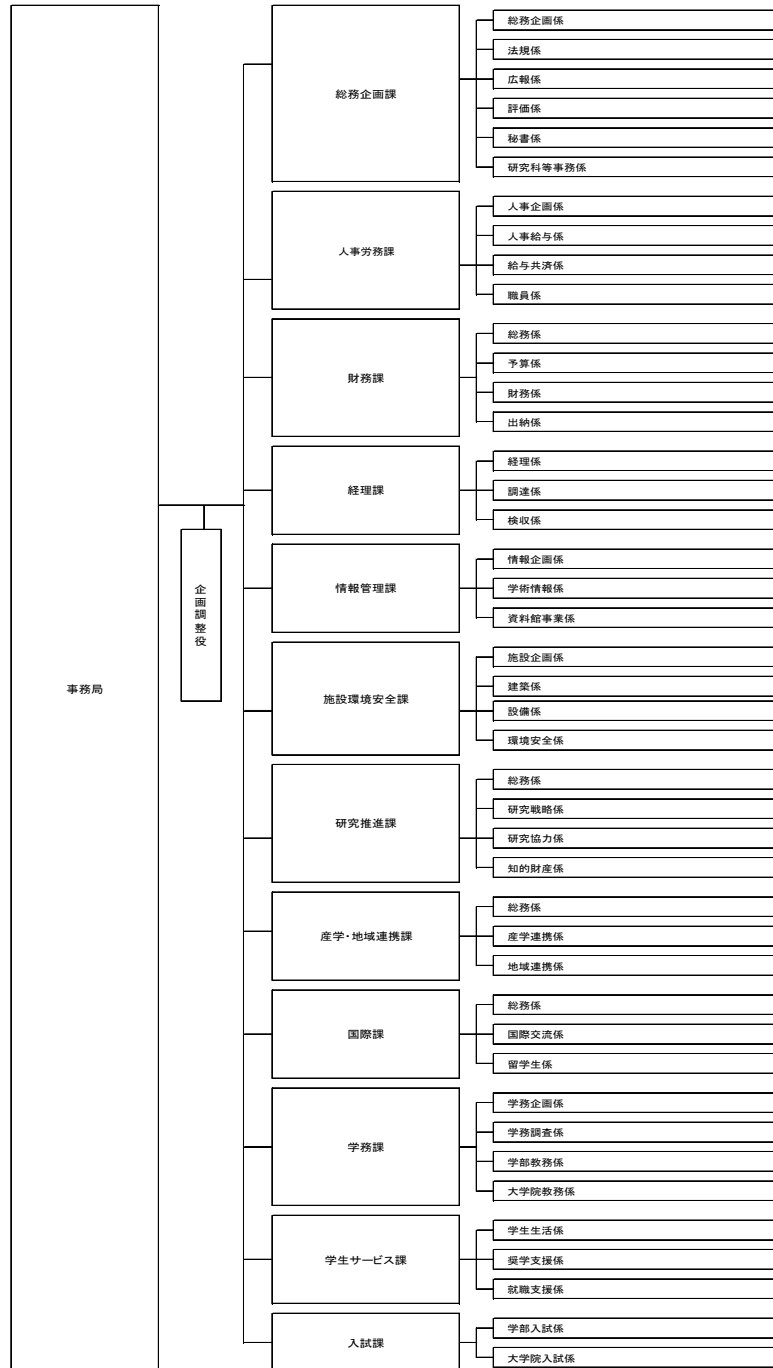 事務局
企画調整役
総務企画課
総務企画係
法規係
広報係
評価係
秘書係
研究科等事務係
人事労務課
人事企画係
人事給与係
給与共済係
職員係
財務課
総務係
予算係
財務係
出納係
経理課
経理係
調達係
検収係
情報管理課
情報企画係
学術情報係
資料館事業係
施設環境安全課
施設企画係
建築係
設備係
環境安全係
研究推進課
総務係
研究戦略係
研究協力係
知的財産係
産学・地域連携課
総務係
産学連携係
地域連携係
国際課
総務係
国際交流係
留学生係
学務課
学務企画係
学務調査係
学部教務係
大学院教務係
学生サービス課
学生生活係
奨学支援係
就職支援係
入試課
学部入試係
大学院入試係